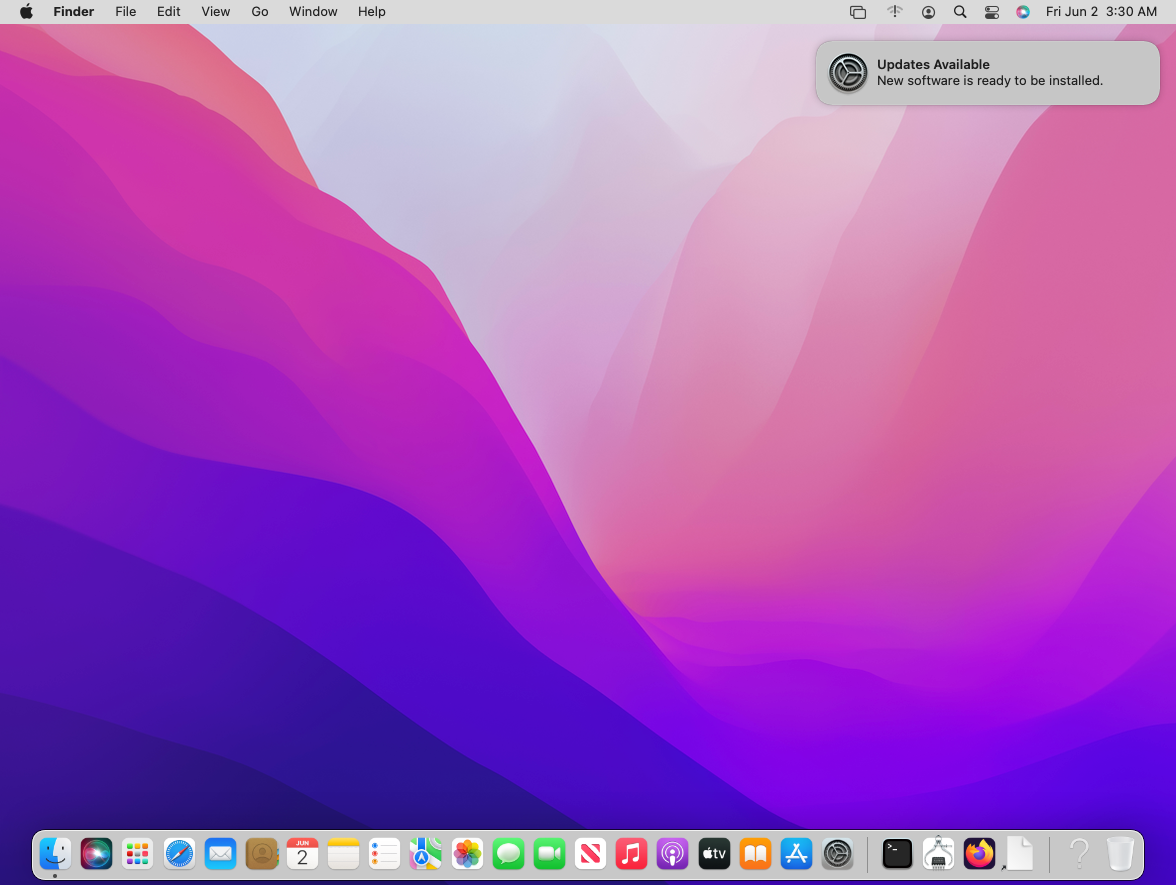 Finder File Edit View Go Window Help Fri Jun 2 3:30 AM
Updates Available
New software is ready to be installed.
JUN
2
tv
>_